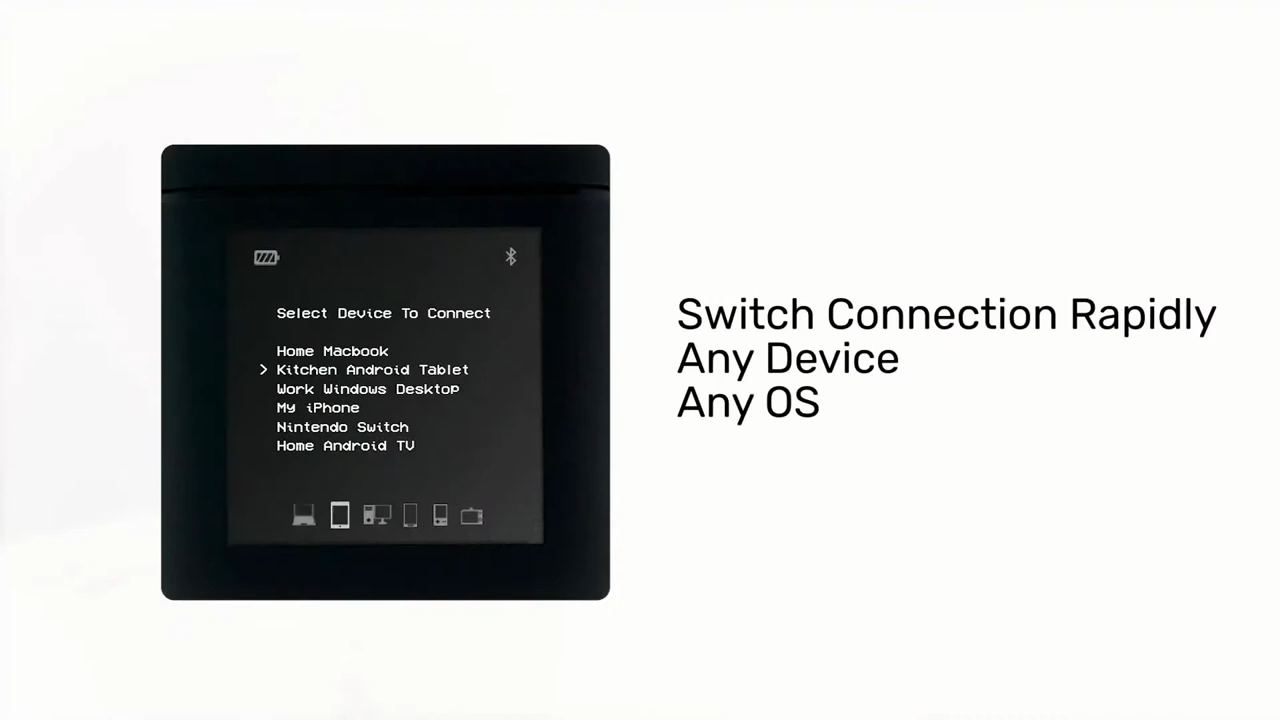 Select Device To Connect
Home Macbook
> Kitchen Android Tablet
Work Windows Desktop
My iPhone
Nintendo Switch
Home Android TV
Switch Connection Rapidly
Any Device
Any OS